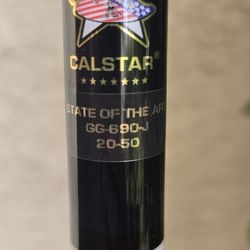 CALSTAR®
STATE OF THE ART
GG-690-J
20-50